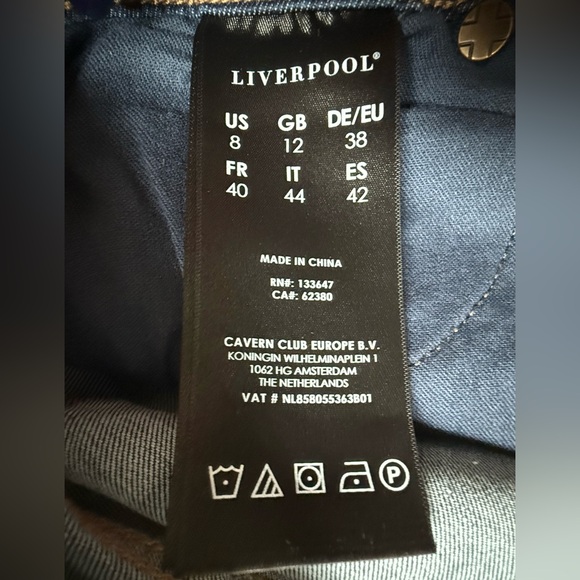 LIVERPOOL®
US GB DE/EU
8 12 38
FR IT ES
40 44 42
MADE IN CHINA
RN#: 133647
CA#: 62380
CAVERN CLUB EUROPE B.V.
KONINGIN WILHELMINAPLEIN 1
1062 HG AMSTERDAM
THE NETHERLANDS
VAT # NL858055363B01
P